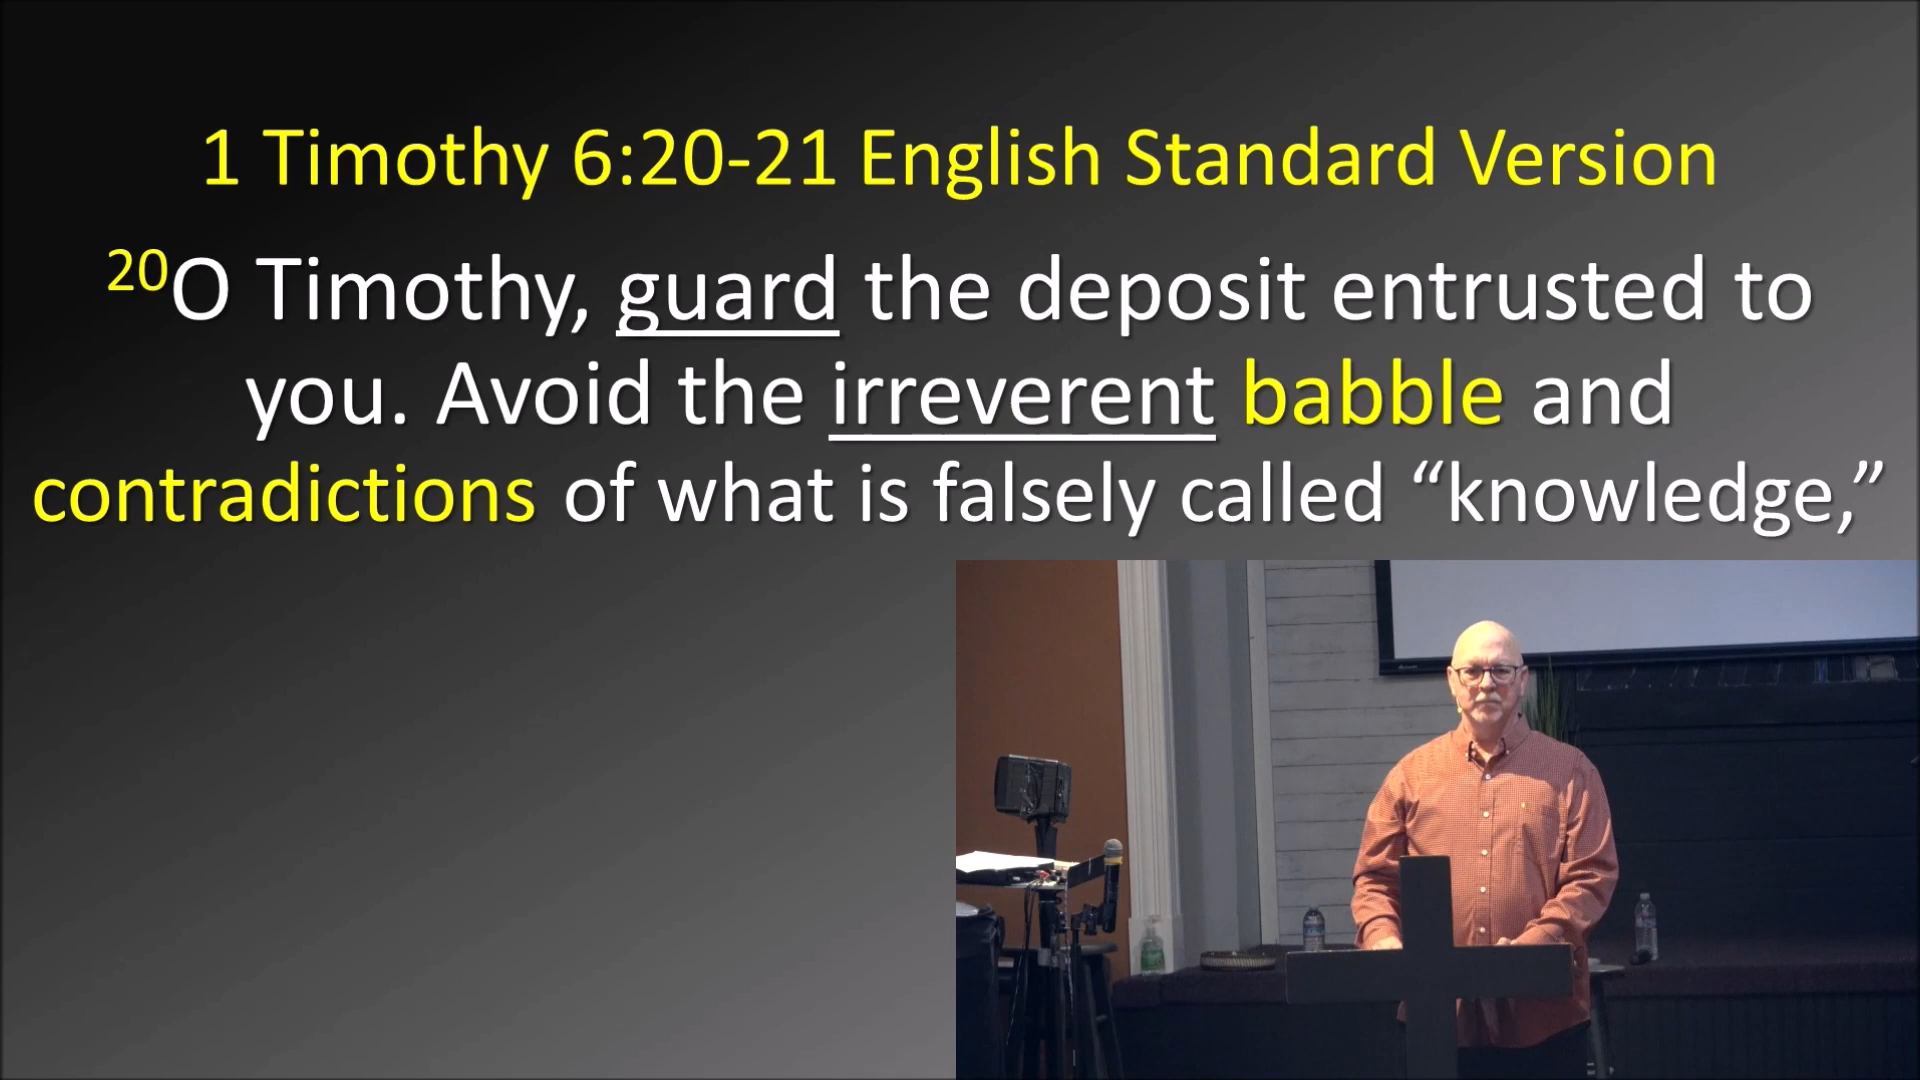 1 Timothy 6:20-21 English Standard Version
20O Timothy, guard the deposit entrusted to
you. Avoid the irreverent babble and
contradictions of what is falsely called “knowledge,”